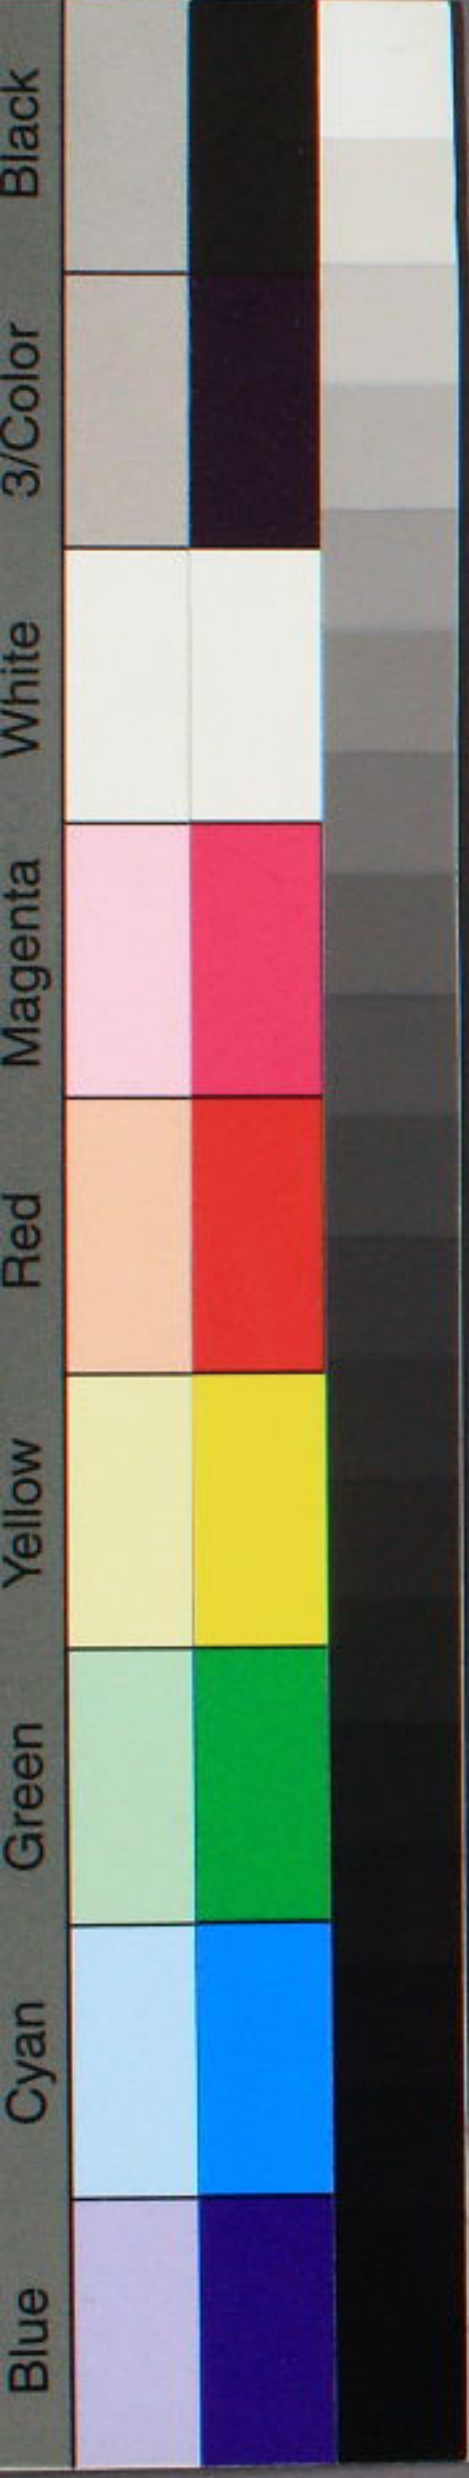 Blue
Cyan
Green
Yellow
Red
Magenta
White
3/Color
Black